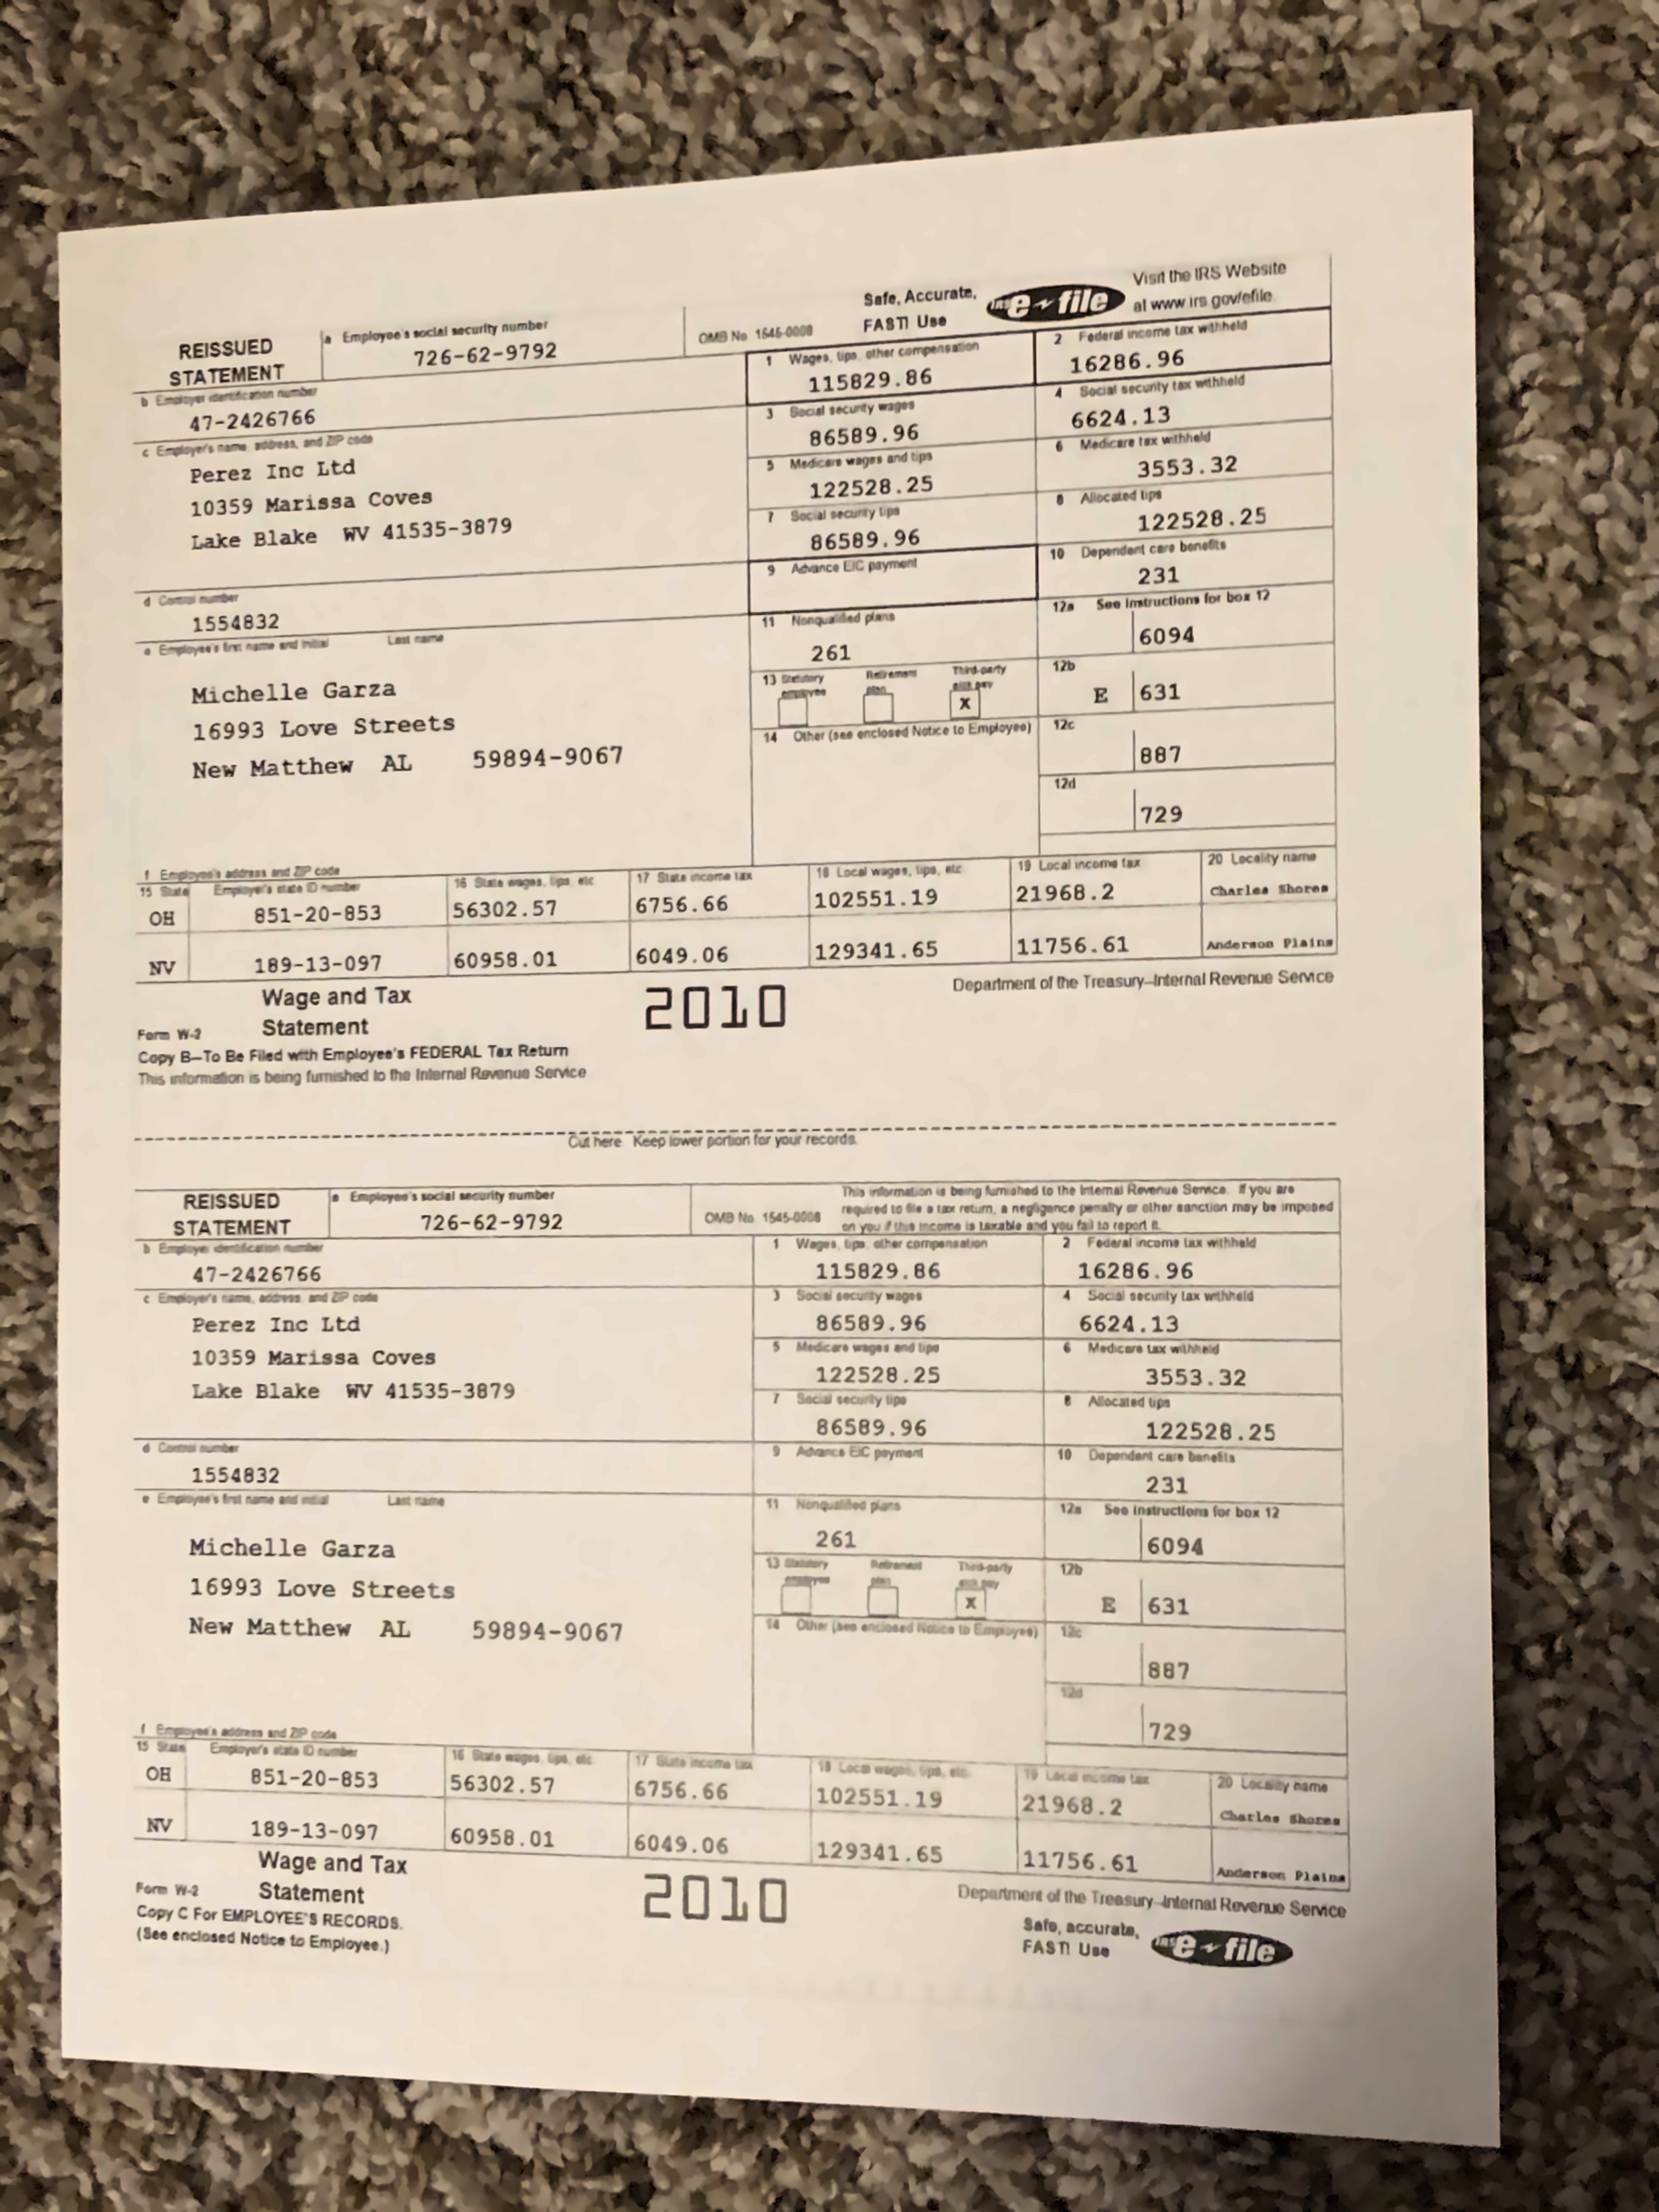 Safe, Accurate, FAST! Use IRS e~file Visit the IRS Website at www.irs.gov/efile.
REISSUED STATEMENT
a Employee's social security number
726-62-9792
OMB No. 1545-0008
b Employer identification number
47-2426766
1 Wages, tips, other compensation
115829.86
2 Federal income tax withheld
16286.96
c Employer's name, address, and ZIP code
Perez Inc Ltd
10359 Marissa Coves
Lake Blake WV 41535-3879
3 Social security wages
86589.96
4 Social security tax withheld
6624.13
5 Medicare wages and tips
122528.25
6 Medicare tax withheld
3553.32
7 Social security tips
86589.96
8 Allocated tips
122528.25
d Control number
1554832
9 Advance EIC payment
10 Dependent care benefits
231
e Employee's first name and initial Last name
Michelle Garza
16993 Love Streets
New Matthew AL 59894-9067
11 Nonqualified plans
261
12a See instructions for box 12
6094
13 Statutory employee Retirement plan Third-party sick pay
X
12b
E 631
14 Other (see enclosed Notice to Employee)
12c
887
12d
729
f Employee's address and ZIP code
15 State Employer's state ID number 16 State wages, tips, etc 17 State income tax 18 Local wages, tips, etc 19 Local income tax 20 Locality name
OH 851-20-853 56302.57 6756.66 102551.19 21968.2 Charles Shores
NV 189-13-097 60958.01 6049.06 129341.65 11756.61 Anderson Plains
Form W-2 Wage and Tax Statement 2010 Department of the Treasury–Internal Revenue Service
Copy B—To Be Filed with Employee's FEDERAL Tax Return
This information is being furnished to the Internal Revenue Service
Cut here. Keep lower portion for your records.
REISSUED STATEMENT
a Employee's social security number
726-62-9792
OMB No. 1545-0008
This information is being furnished to the Internal Revenue Service. If you are
required to file a tax return, a negligence penalty or other sanction may be imposed
on you if this income is taxable and you fail to report it.
b Employer identification number
47-2426766
1 Wages, tips, other compensation
115829.86
2 Federal income tax withheld
16286.96
c Employer's name, address, and ZIP code
Perez Inc Ltd
10359 Marissa Coves
Lake Blake WV 41535-3879
3 Social security wages
86589.96
4 Social security tax withheld
6624.13
5 Medicare wages and tips
122528.25
6 Medicare tax withheld
3553.32
7 Social security tips
86589.96
8 Allocated tips
122528.25
d Control number
1554832
9 Advance EIC payment
10 Dependent care benefits
231
e Employee's first name and initial Last name
Michelle Garza
16993 Love Streets
New Matthew AL 59894-9067
11 Nonqualified plans
261
12a See instructions for box 12
6094
13 Statutory employee Retirement plan Third-party sick pay
X
12b
E 631
14 Other (see enclosed Notice to Employee)
12c
887
12d
729
f Employee's address and ZIP code
15 State Employer's state ID number 16 State wages, tips, etc. 17 State income tax 18 Local wages, tips, etc. 19 Local income tax 20 Locality name
OH 851-20-853 56302.57 6756.66 102551.19 21968.2 Charles Shores
NV 189-13-097 60958.01 6049.06 129341.65 11756.61 Anderson Plains
Form W-2 Wage and Tax Statement 2010 Department of the Treasury–Internal Revenue Service
Copy C For EMPLOYEE'S RECORDS.
(See enclosed Notice to Employee.)
Safe, accurate, FAST! Use IRS e~file